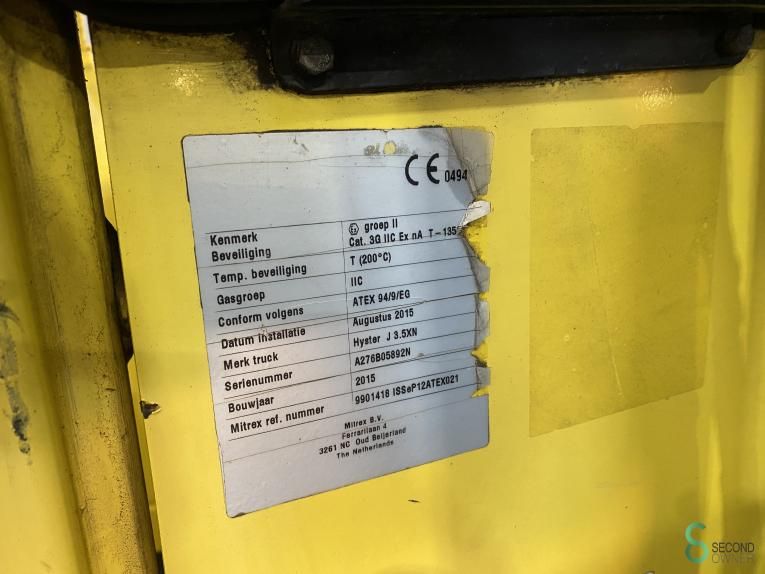 CE 0494
Kenmerk groep II
Beveiliging Cat. 3G IIC Ex nA T-135
Temp. beveiliging T (200°C)
Gasgroep IIC
Conform volgens ATEX 94/9/EG
Datum installatie Augustus 2015
Merk truck Hyster J 3.5XN
Serienummer A276B05892N
Bouwjaar 2015
Mitrex ref. nummer 9901418 ISSeP12ATEX021
Mitrex B.V.
Ferrarilaan 4
3261 NC Oud Beijerland
The Netherlands
SECOND
OWNER